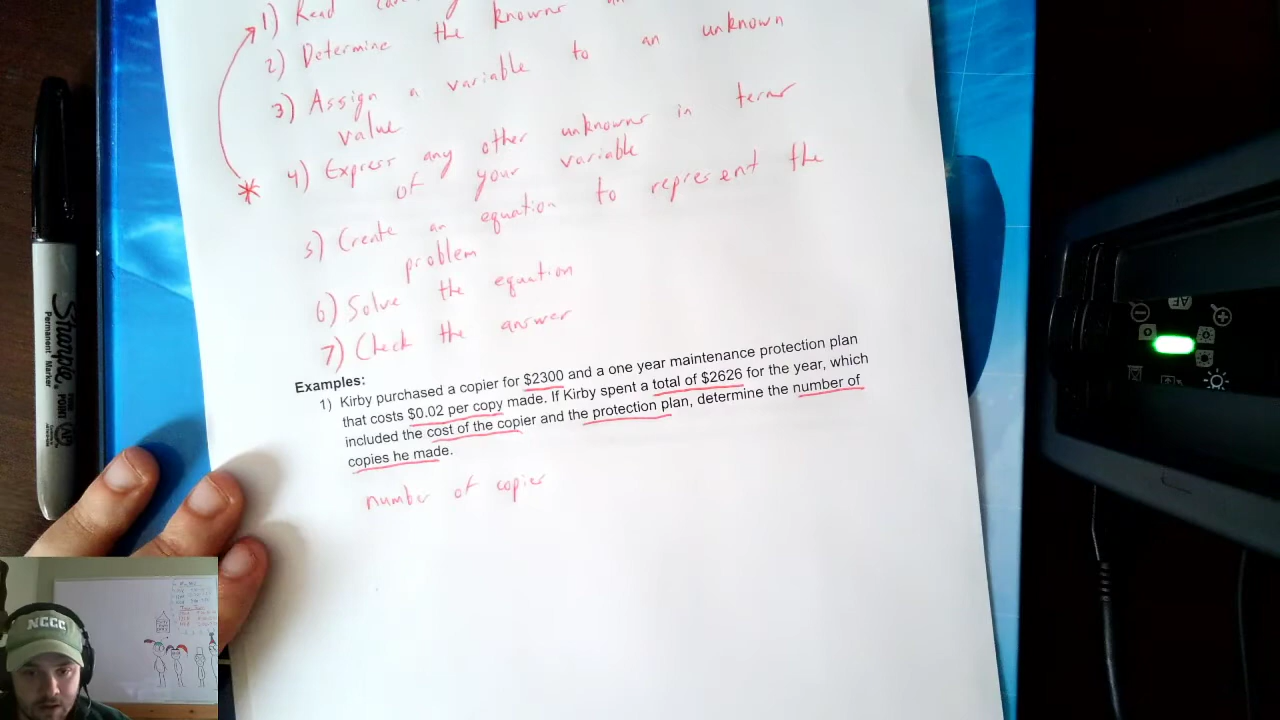 1) Read
2) Determine the knowns
3) Assign a variable to an unknown
value
4) Express any other unknowns in terms
of your variable
5) Create an equation to represent the
problem
6) Solve the equation
7) Check the answer
Examples:
1) Kirby purchased a copier for $2300 and a one year maintenance protection plan
that costs $0.02 per copy made. If Kirby spent a total of $2626 for the year, which
included the cost of the copier and the protection plan, determine the number of
copies he made.
number of copies
Sharpie
Permanent Marker
AP
NGCC
AF